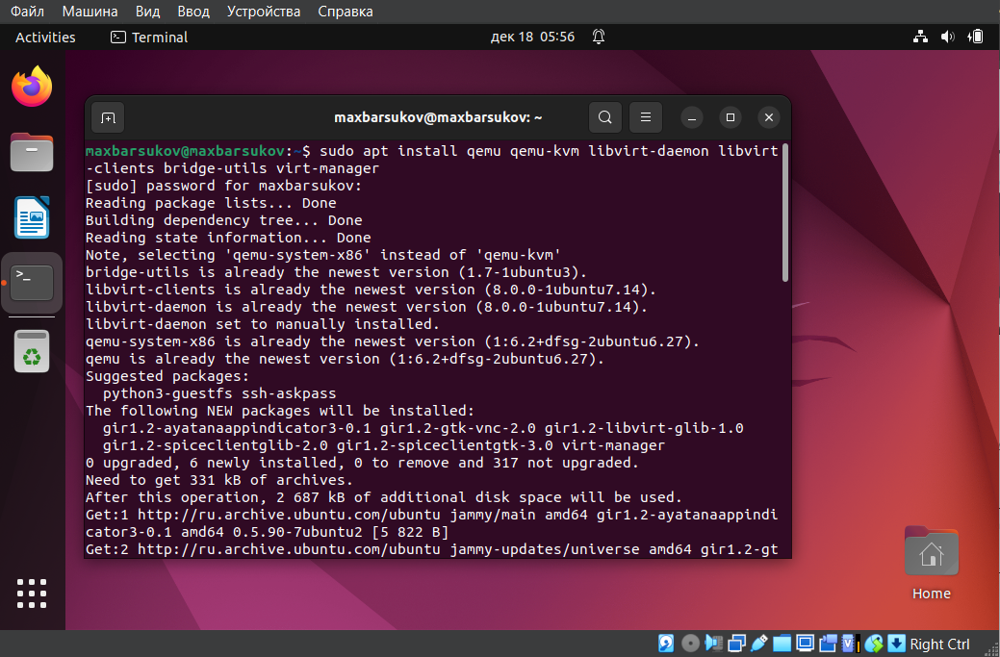 Файл Машина Вид Ввод Устройства Справка
Activities Terminal дек 18 05:56
maxbarsukov@maxbarsukov: ~
maxbarsukov@maxbarsukov:~$ sudo apt install qemu qemu-kvm libvirt-daemon libvirt
-clients bridge-utils virt-manager
[sudo] password for maxbarsukov:
Reading package lists... Done
Building dependency tree... Done
Reading state information... Done
Note, selecting 'qemu-system-x86' instead of 'qemu-kvm'
bridge-utils is already the newest version (1.7-1ubuntu3).
libvirt-clients is already the newest version (8.0.0-1ubuntu7.14).
libvirt-daemon is already the newest version (8.0.0-1ubuntu7.14).
libvirt-daemon set to manually installed.
qemu-system-x86 is already the newest version (1:6.2+dfsg-2ubuntu6.27).
qemu is already the newest version (1:6.2+dfsg-2ubuntu6.27).
Suggested packages:
  python3-guestfs ssh-askpass
The following NEW packages will be installed:
  gir1.2-ayatanaappindicator3-0.1 gir1.2-gtk-vnc-2.0 gir1.2-libvirt-glib-1.0
  gir1.2-spiceclientglib-2.0 gir1.2-spiceclientgtk-3.0 virt-manager
0 upgraded, 6 newly installed, 0 to remove and 317 not upgraded.
Need to get 331 kB of archives.
After this operation, 2 687 kB of additional disk space will be used.
Get:1 http://ru.archive.ubuntu.com/ubuntu jammy/main amd64 gir1.2-ayatanaappindi
cator3-0.1 amd64 0.5.90-7ubuntu2 [5 822 B]
Get:2 http://ru.archive.ubuntu.com/ubuntu jammy-updates/universe amd64 gir1.2-gt
Home
Right Ctrl